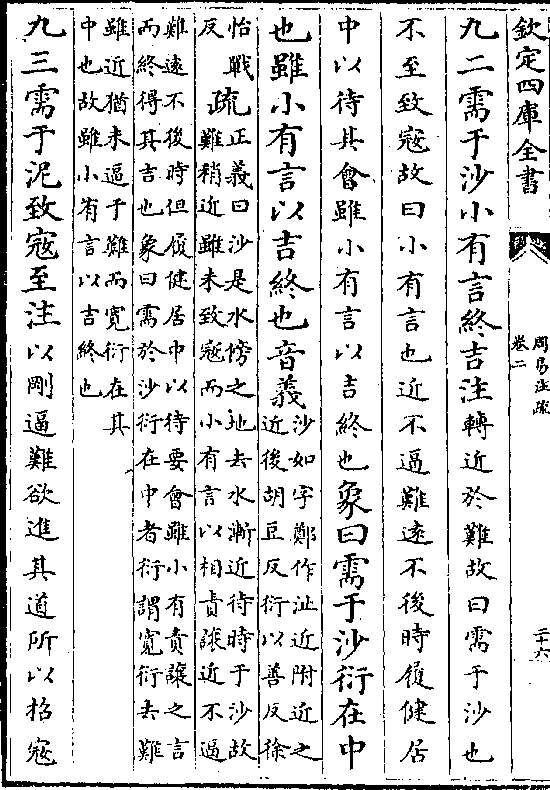 欽定四庫全書
周易注疏
卷二
二十六
九二需于沙小有言終吉注轉近於難故曰需于沙也
不至致寇故曰小有言也近不逼難遠不後時履健居
中以待其會雖小有言以吉終也象曰需于沙衍在中
也雖小有言以吉終也音義沙如字鄭作沚近附近之
近後胡豆反衍以善反徐
怡戰
反疏正義曰沙是水傍之地去水漸近待時于沙故
難稍近雖未致寇而小有言以相責讓近不逼
難遠不後時但履健居中以待要會雖小有責讓之言
而終得其吉也象曰需於沙衍在中者衍謂寬衍去難
雖近猶未逼于難而寬衍在其
中也故雖小有言以吉終也
九三需于泥致寇至注以剛逼難欲進其道所以招寇